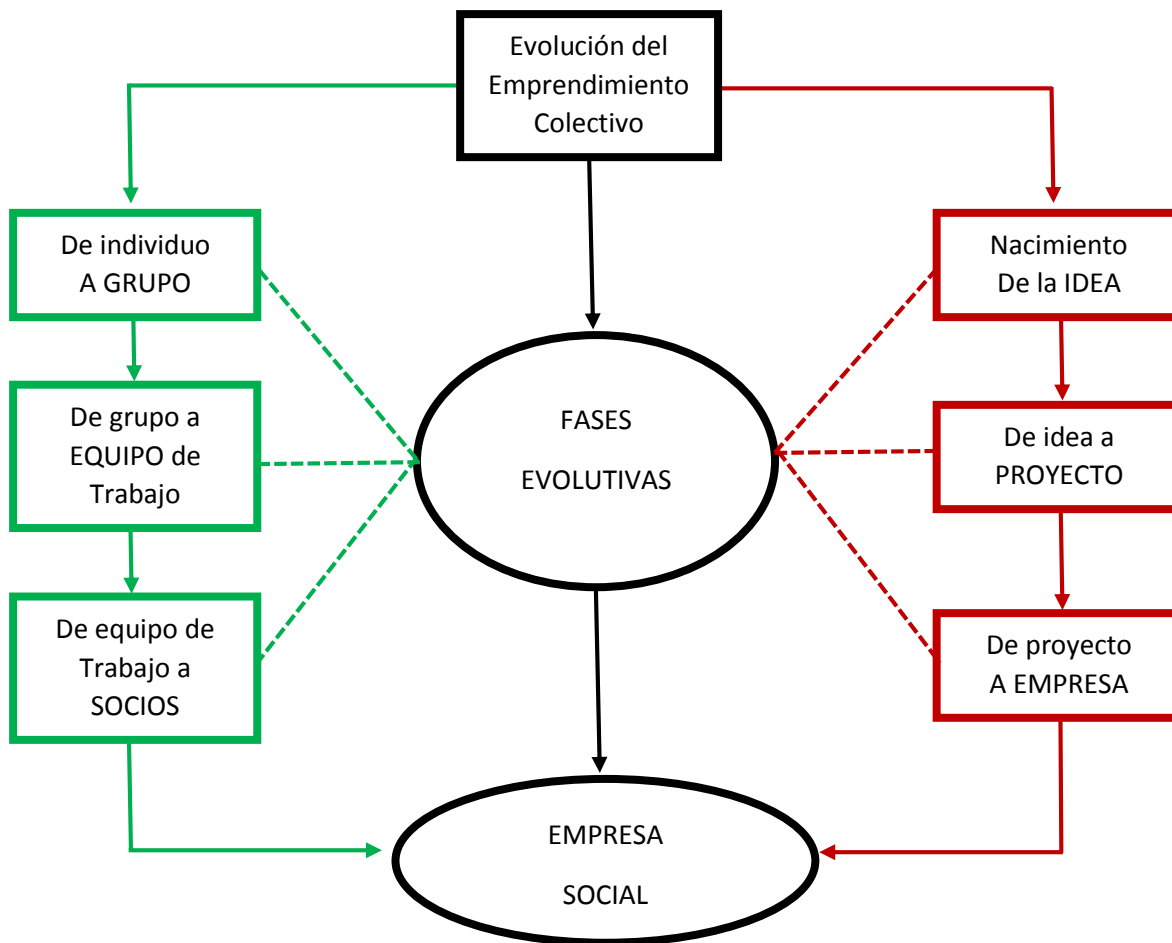 Evolución del
Emprendimiento
Colectivo
De individuo
A GRUPO
De grupo a
EQUIPO de
Trabajo
De equipo de
Trabajo a
SOCIOS
FASES
EVOLUTIVAS
Nacimiento
De la IDEA
De idea a
PROYECTO
De proyecto
A EMPRESA
EMPRESA
SOCIAL